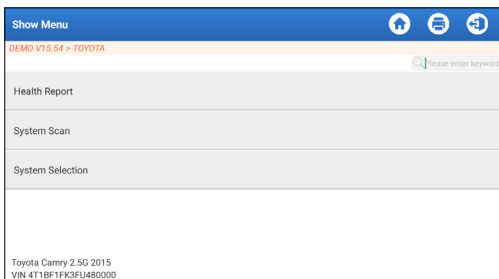 Show Menu
DEMO V15.54 > TOYOTA
Please enter keyword
Health Report
System Scan
System Selection
Toyota Camry 2.5G 2015
VIN 4T1BF1FK3FU480000